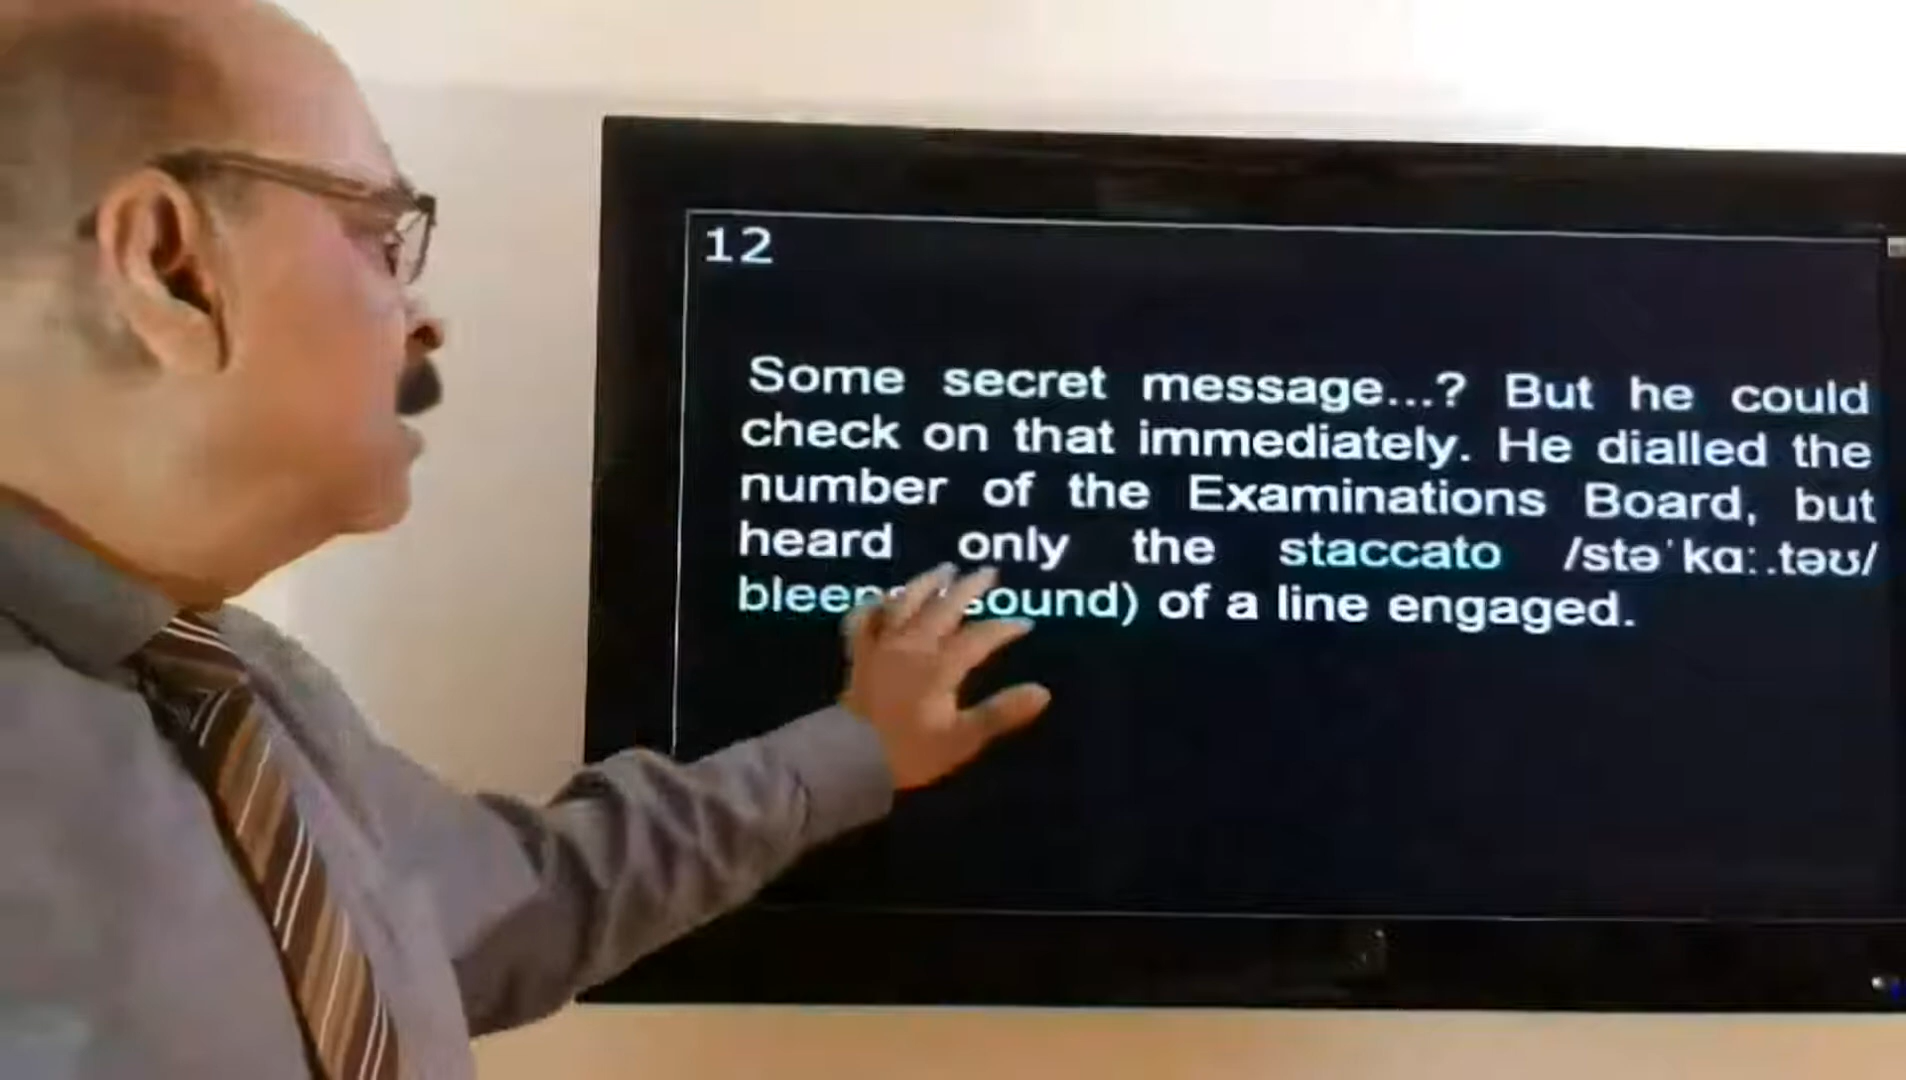 12
Some secret message...? But he could
check on that immediately. He dialled the
number of the Examinations Board, but
heard only the staccato /stəˈkɑː.təʊ/
sound) of a line engaged.